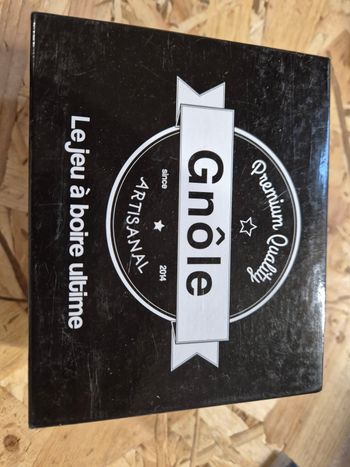 Premium Quality
Gnôle
since 2014
ARTISANAL
Le jeu à boire ultime